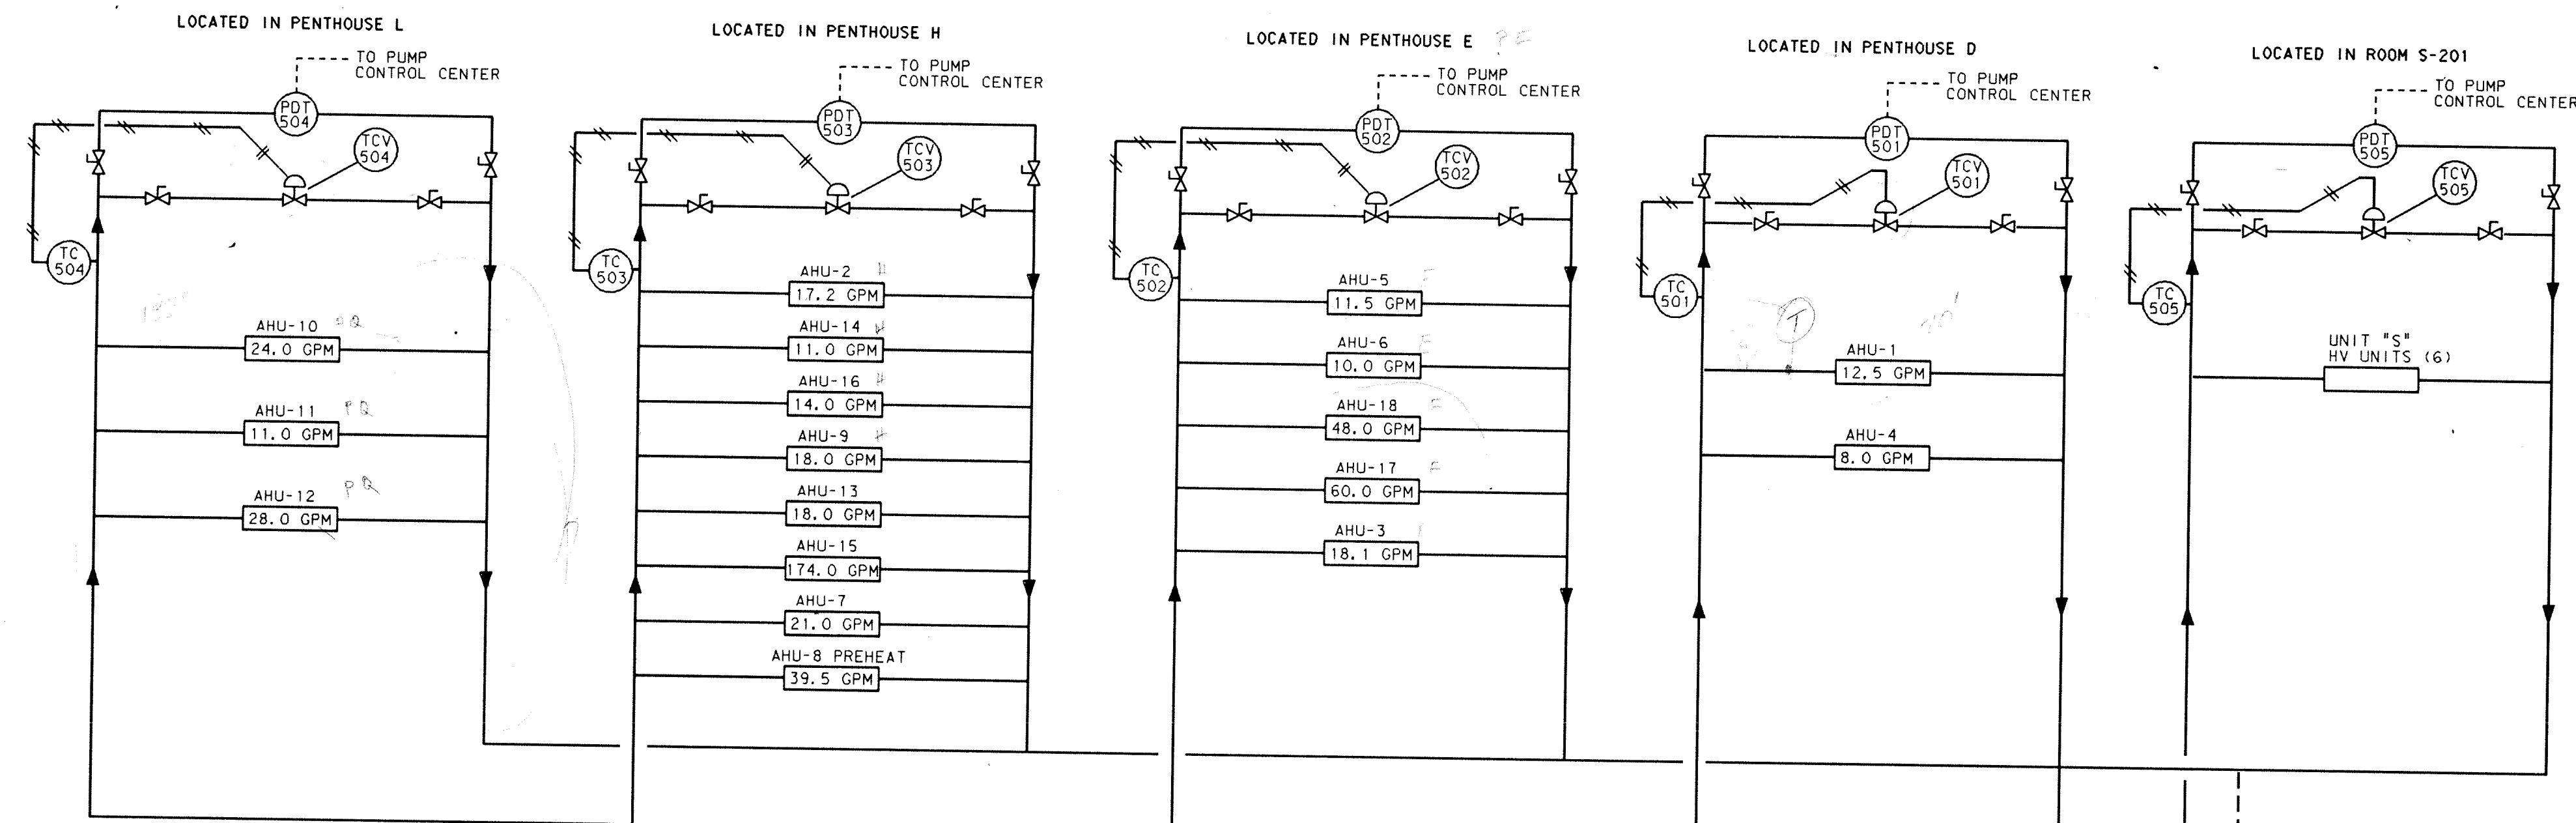 LOCATED IN PENTHOUSE L
TO PUMP
CONTROL CENTER
PDT
504
TCV
504
TC
504
AHU-10
24.0 GPM
AHU-11 PQ
11.0 GPM
AHU-12 PQ
28.0 GPM
LOCATED IN PENTHOUSE H
TO PUMP
CONTROL CENTER
PDT
503
TCV
503
TC
503
AHU-2 H
17.2 GPM
AHU-14 H
11.0 GPM
AHU-16 H
14.0 GPM
AHU-9 H
18.0 GPM
AHU-13
18.0 GPM
AHU-15
174.0 GPM
AHU-7
21.0 GPM
AHU-8 PREHEAT
39.5 GPM
LOCATED IN PENTHOUSE E
TO PUMP
CONTROL CENTER
PDT
502
TCV
502
TC
502
AHU-5
11.5 GPM
AHU-6
10.0 GPM
AHU-18
48.0 GPM
AHU-17
60.0 GPM
AHU-3
18.1 GPM
LOCATED IN PENTHOUSE D
TO PUMP
CONTROL CENTER
PDT
501
TCV
501
TC
501
T
AHU-1
12.5 GPM
AHU-4
8.0 GPM
LOCATED IN ROOM S-201
TO PUMP
CONTROL CENTER
PDT
505
TCV
505
TC
505
UNIT "S"
HV UNITS (6)